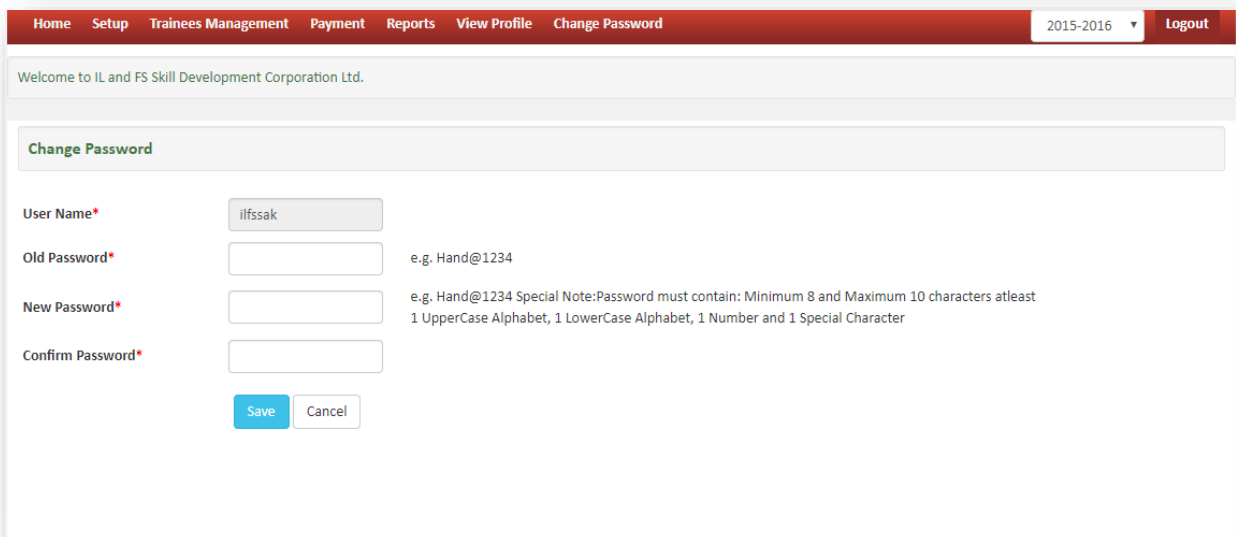 Home Setup Trainees Management Payment Reports View Profile Change Password 2015-2016 Logout
Welcome to IL and FS Skill Development Corporation Ltd.
Change Password
User Name* ilfssak
Old Password* e.g. Hand@1234
New Password* e.g. Hand@1234 Special Note:Password must contain: Minimum 8 and Maximum 10 characters atleast
1 UpperCase Alphabet, 1 LowerCase Alphabet, 1 Number and 1 Special Character
Confirm Password*
Save Cancel